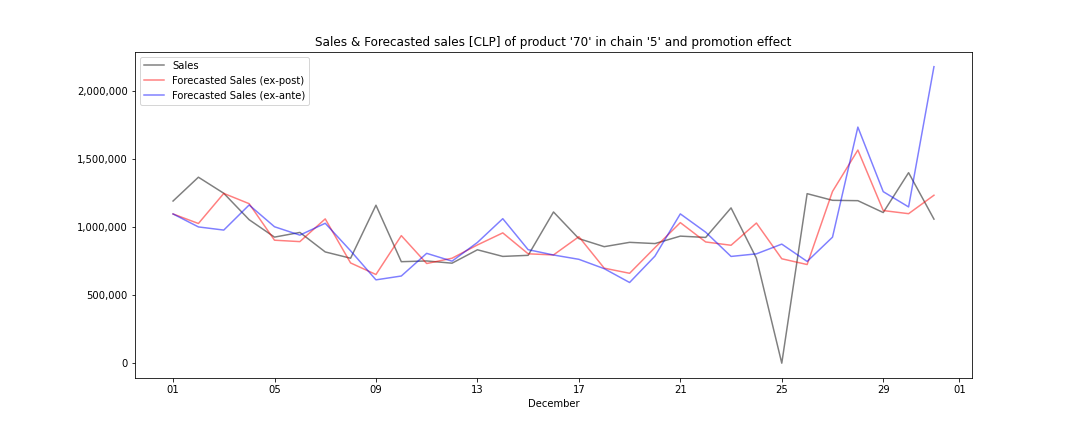 Sales & Forecasted sales [CLP] of product '70' in chain '5' and promotion effect
Sales
Forecasted Sales (ex-post)
Forecasted Sales (ex-ante)
2,000,000
1,500,000
1,000,000
500,000
0
01 05 09 13 17 21 25 29 01
December